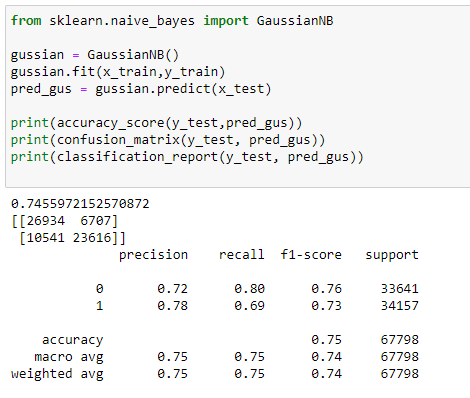 from sklearn.naive_bayes import GaussianNB
gussian = GaussianNB()
gussian.fit(x_train,y_train)
pred_gus = gussian.predict(x_test)
print(accuracy_score(y_test,pred_gus))
print(confusion_matrix(y_test, pred_gus))
print(classification_report(y_test, pred_gus))
0.7455972152570872
[[26934  6707]
 [10541 23616]]
              precision    recall  f1-score   support
           0       0.72      0.80      0.76     33641
           1       0.78      0.69      0.73     34157
    accuracy                           0.75     67798
   macro avg       0.75      0.75      0.74     67798
weighted avg       0.75      0.75      0.74     67798